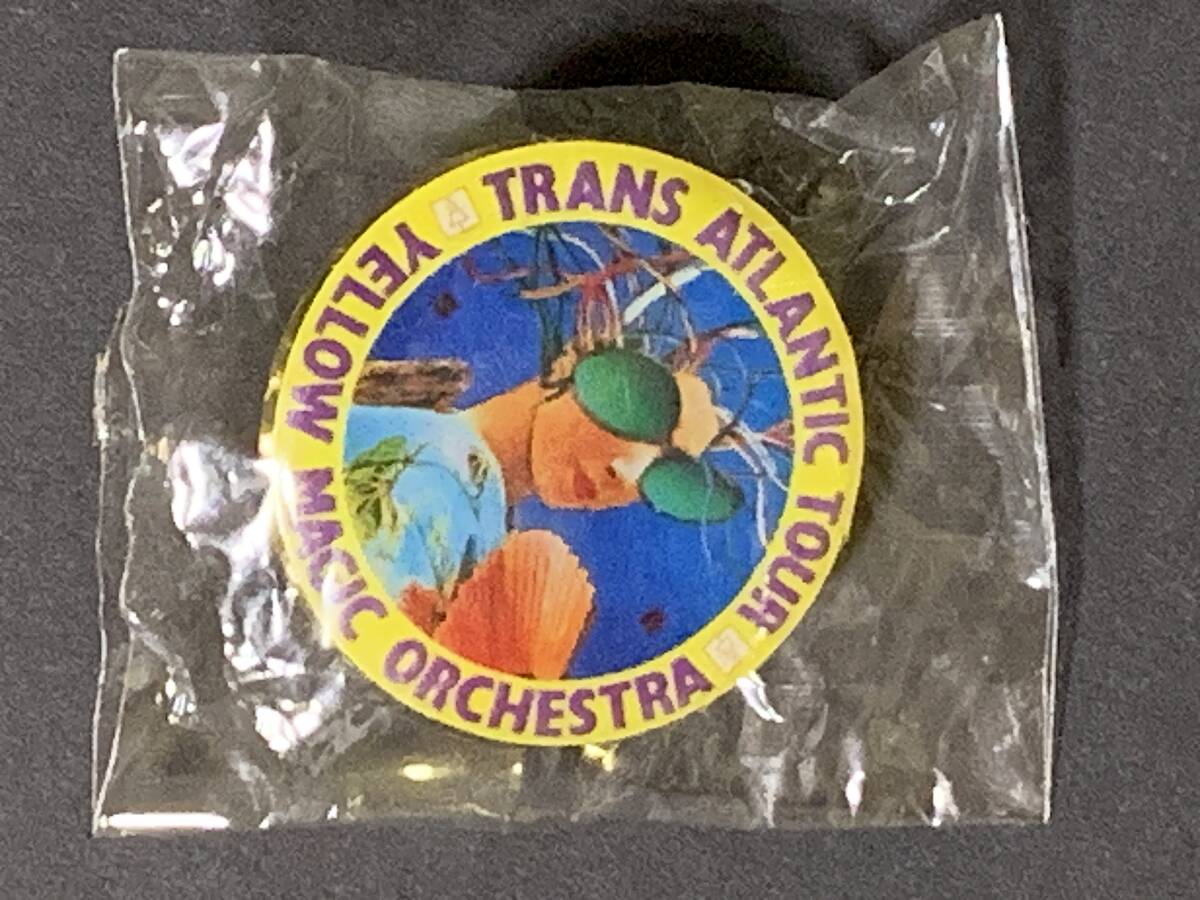 TRANS ATLANTIC TOUR
YELLOW MAGIC ORCHESTRA